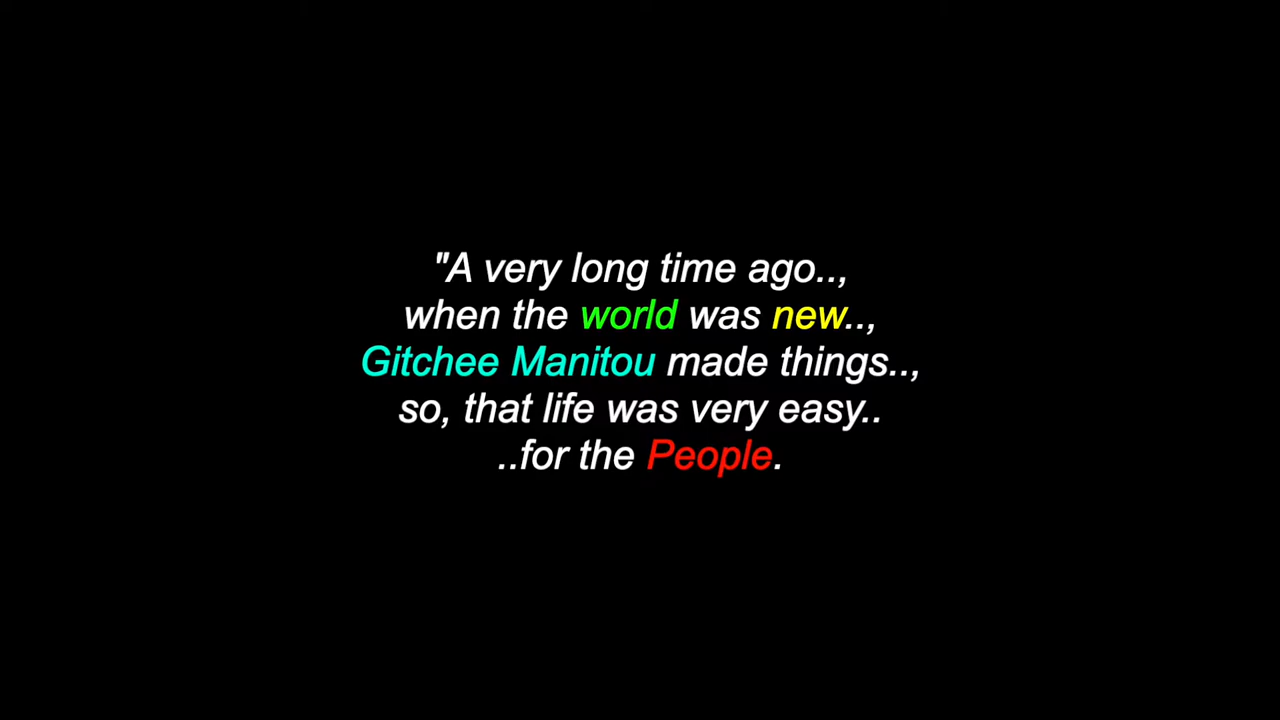 "A very long time ago..,
when the world was new..,
Gitchee Manitou made things..,
so, that life was very easy..
..for the People.